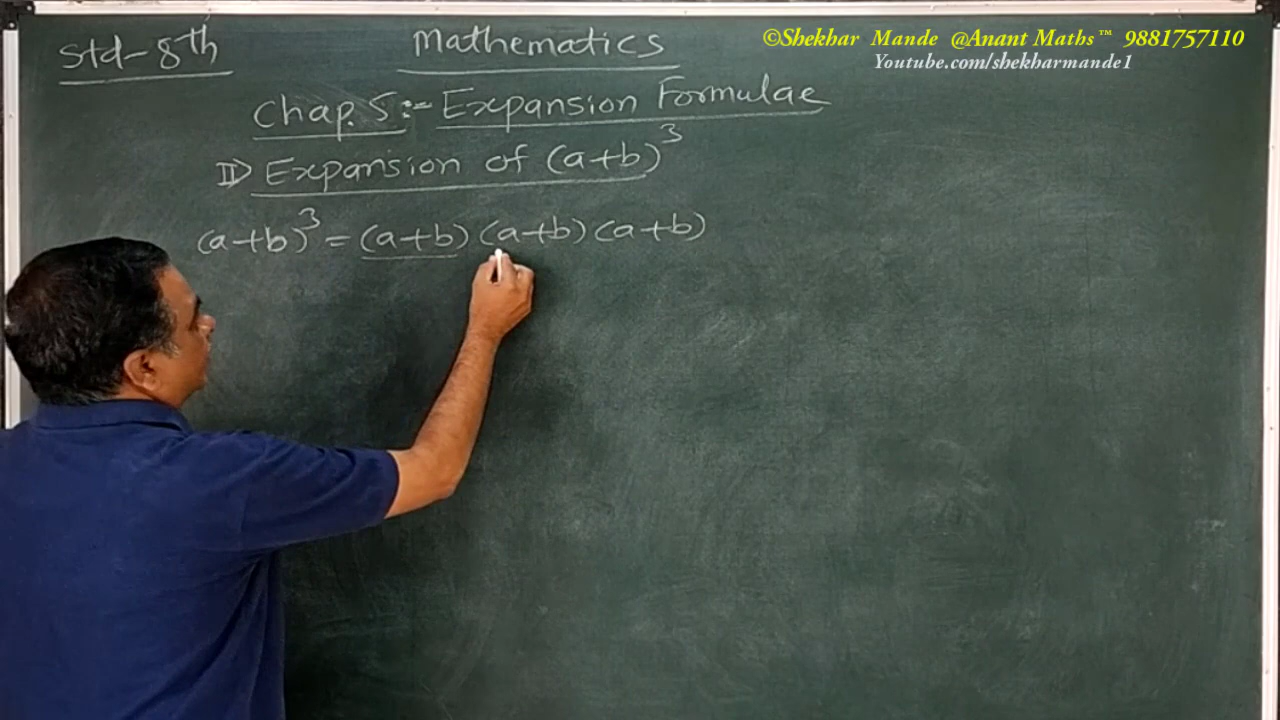 Std-8th
Mathematics
©Shekhar Mande @Anant Maths™ 9881757110
Youtube.com/shekharmande1
Chap. 5:- Expansion Formulae
II) Expansion of (a+b)³
(a+b)³ = (a+b) (a+b) (a+b)